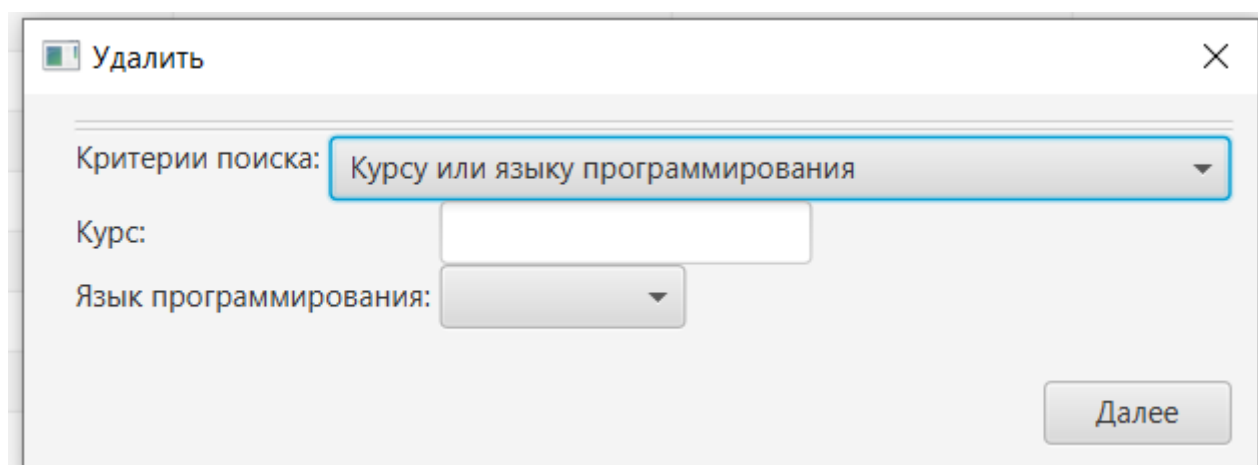 Удалить
Критерии поиска: Курсу или языку программирования
Курс:
Язык программирования:
Далее